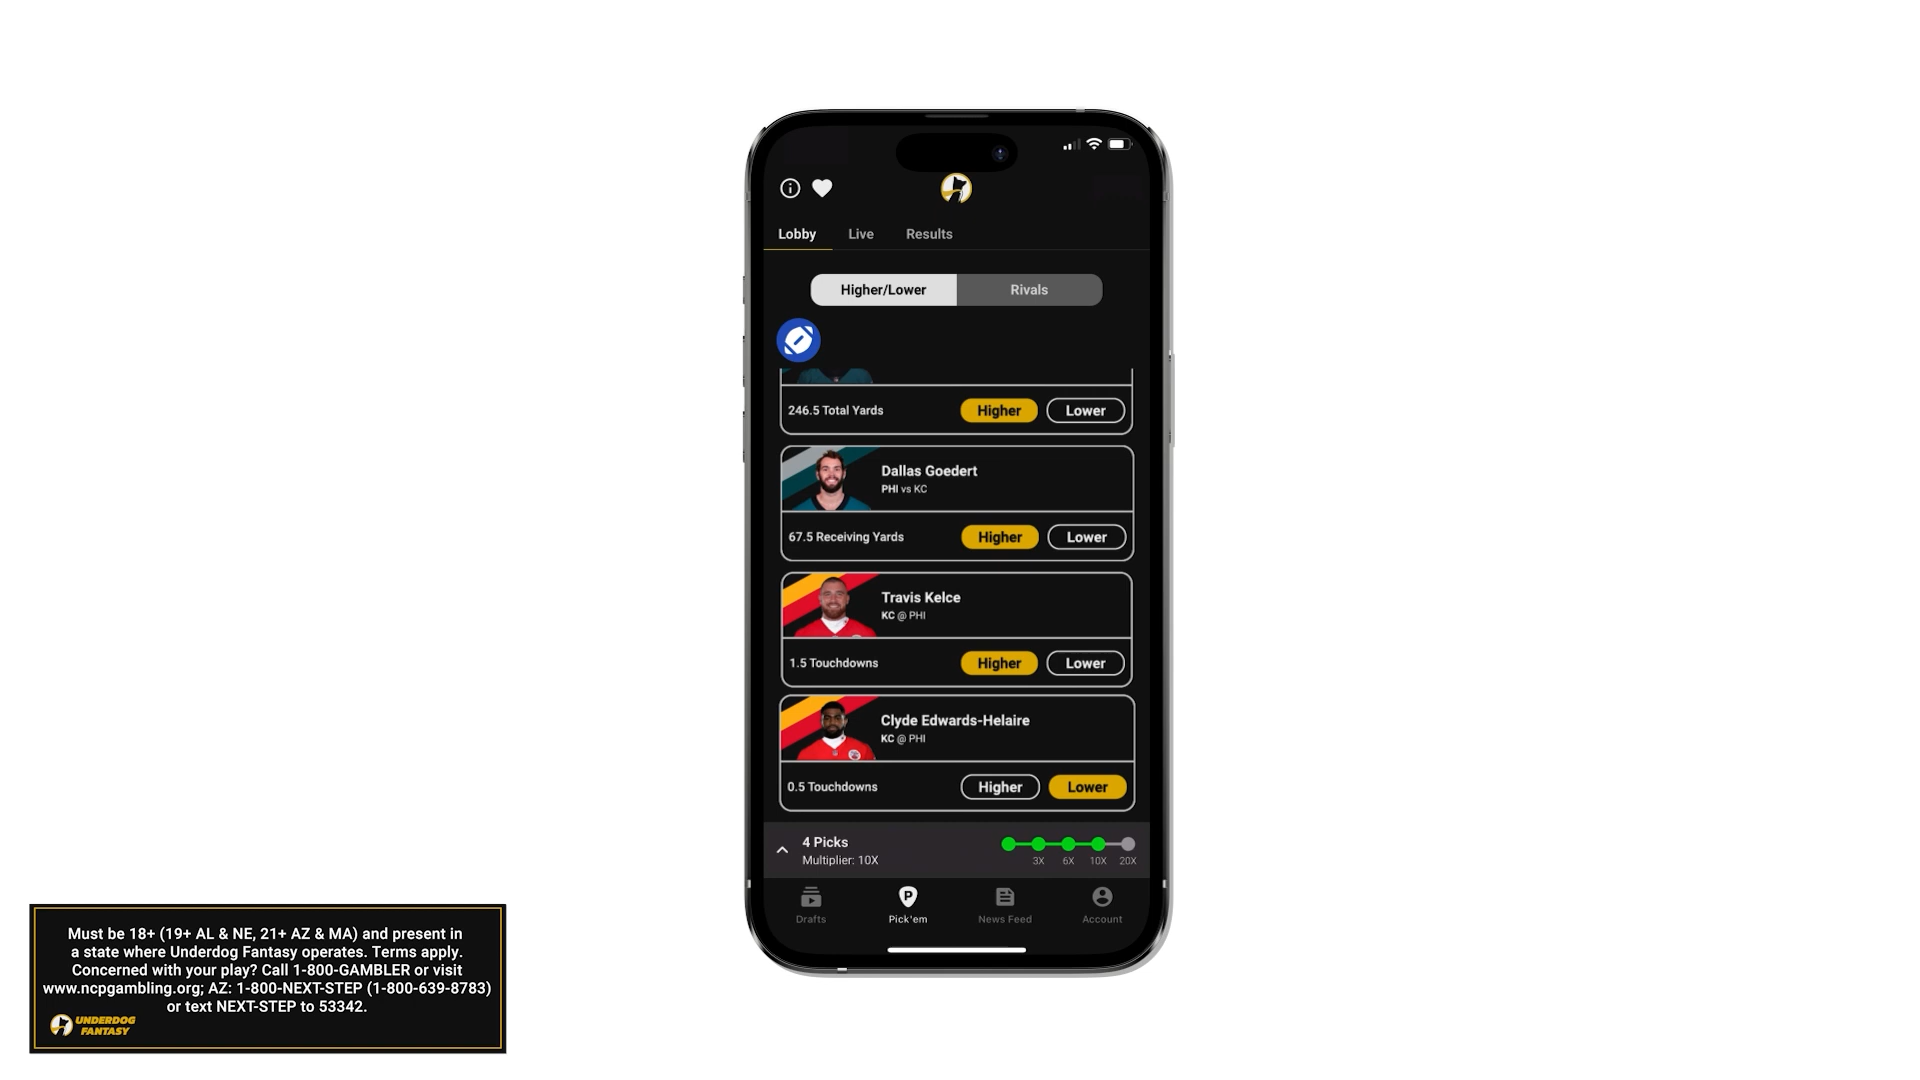 Lobby Live Results
Higher/Lower Rivals
246.5 Total Yards Higher Lower
Dallas Goedert
PHI vs KC
67.5 Receiving Yards Higher Lower
Travis Kelce
KC @ PHI
1.5 Touchdowns Higher Lower
Clyde Edwards-Helaire
KC @ PHI
0.5 Touchdowns Higher Lower
4 Picks
Multiplier: 10X 3X 6X 10X 20X
P
Drafts Pick'em News Feed Account
Must be 18+ (19+ AL & NE, 21+ AZ & MA) and present in
a state where Underdog Fantasy operates. Terms apply.
Concerned with your play? Call 1-800-GAMBLER or visit
www.ncpgambling.org; AZ: 1-800-NEXT-STEP (1-800-639-8783)
or text NEXT-STEP to 53342.
UNDERDOG
FANTASY